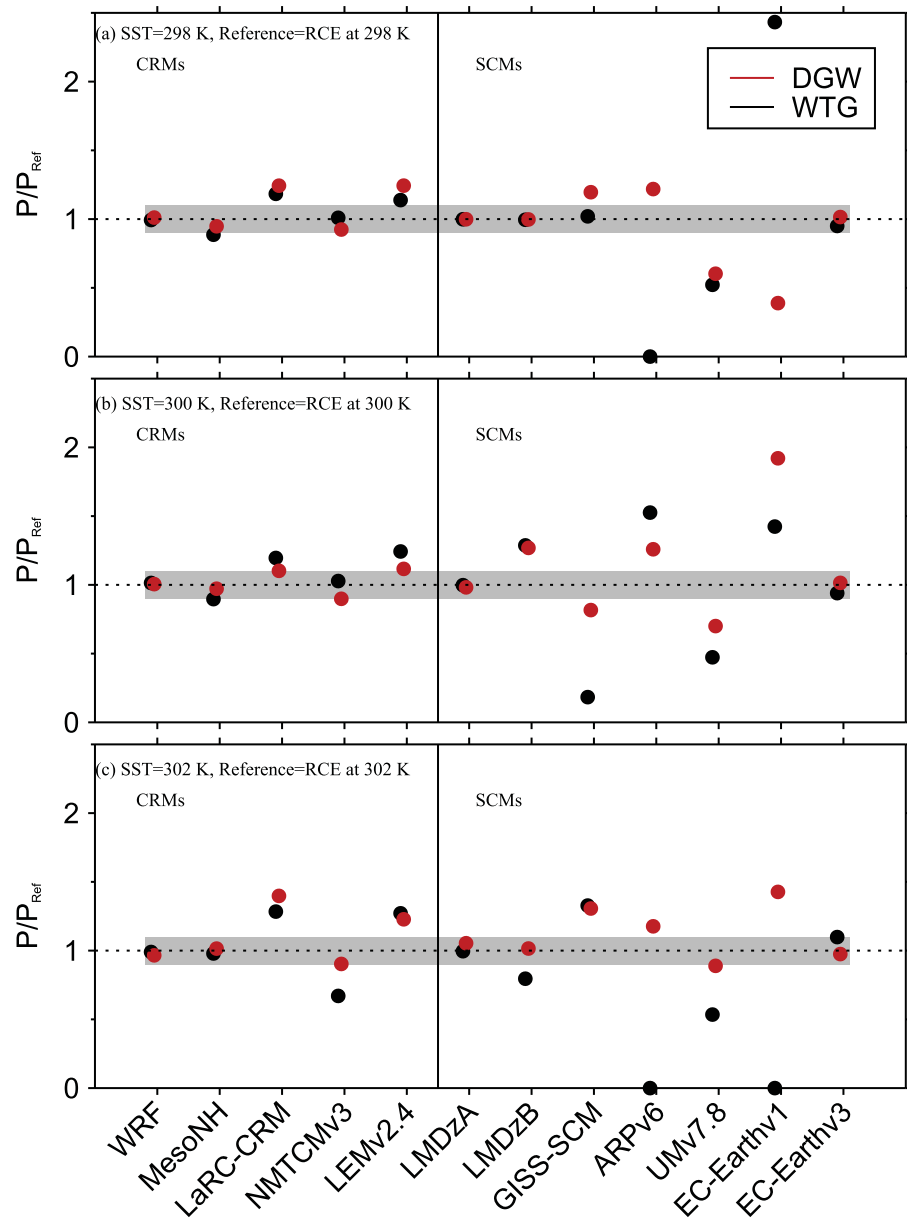 (a) SST=298 K, Reference=RCE at 298 K
CRMs
SCMs
DGW
WTG
2
1
0
P/P_Ref
(b) SST=300 K, Reference=RCE at 300 K
CRMs
SCMs
2
1
0
P/P_Ref
(c) SST=302 K, Reference=RCE at 302 K
CRMs
SCMs
2
1
0
P/P_Ref
WRF
MesoNH
LaRC-CRM
NMTCMv3
LEMv2.4
LMDzA
LMDzB
GISS-SCM
ARPv6
UMv7.8
EC-Earthv1
EC-Earthv3